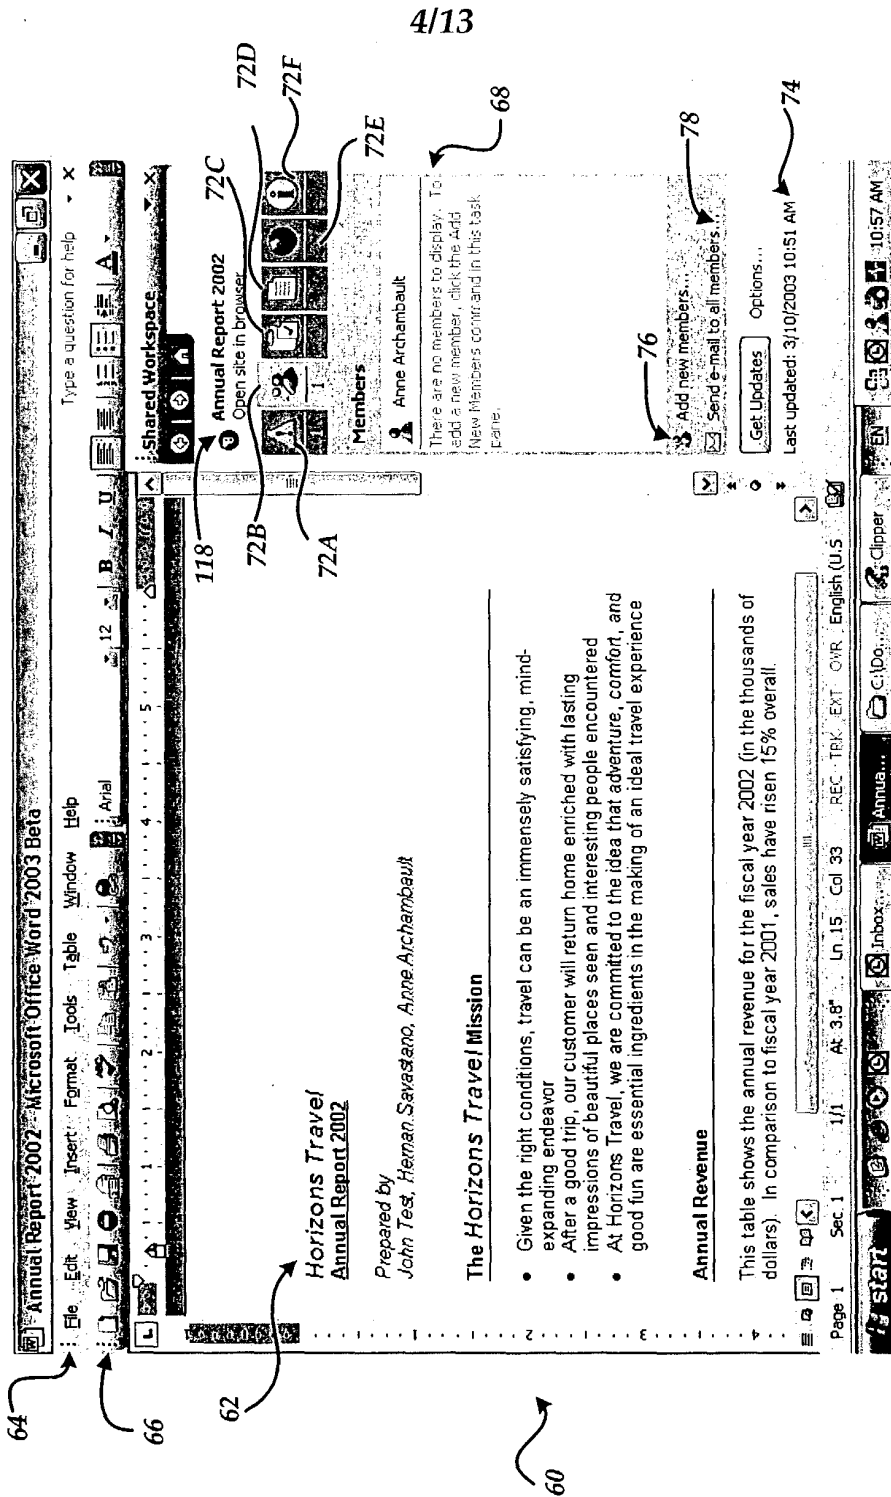 4/13
64
66
62
60
118
72A
72B
72C
72D
72E
72F
68
76
78
74
Annual Report 2002 - Microsoft Office Word 2003 Beta
File Edit View Insert Format Tools Table Window Help
Type a question for help
Arial
12
B I U
A
1 2 3 4 5
Horizons Travel
Annual Report 2002
Prepared by
John Test, Heman Savastano, Anne Archambault
The Horizons Travel Mission
• Given the right conditions, travel can be an immensely satisfying, mind-
expanding endeavor
• After a good trip, our customer will return home enriched with lasting
impressions of beautiful places seen and interesting people encountered
• At Horizons Travel, we are committed to the idea that adventure, comfort, and
good fun are essential ingredients in the making of an ideal travel experience
Annual Revenue
This table shows the annual revenue for the fiscal year 2002 (in the thousands of
dollars). In comparison to fiscal year 2001, sales have risen 15% overall.
Shared Workspace
Annual Report 2002
Open site in browser
1
Members
Anne Archambault
There are no members to display. To
add a new member, click the Add
New Members command in this task
pane.
Add new members...
Send e-mail to all members...
Get Updates Options...
Last updated: 3/10/2003 10:51 AM
Page 1 Sec 1 1/1 At 3.8" Ln 15 Col 33 REC TRK EXT OVR English (U.S
start Inbox... Annua... C:\Do... Clipper EN 10:57 AM